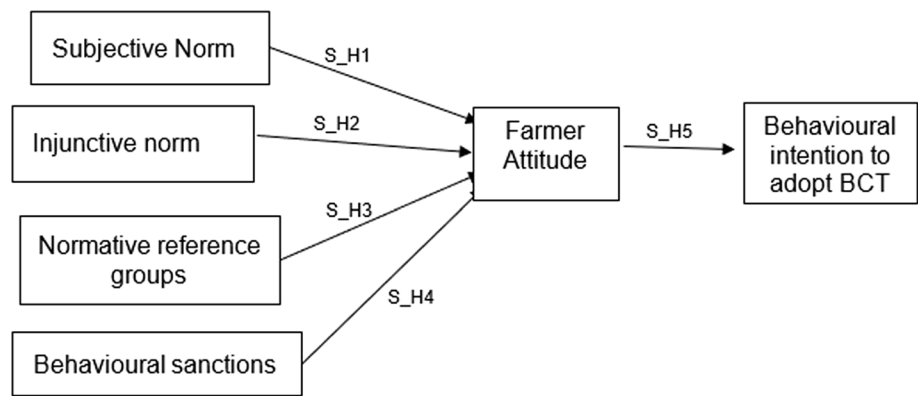 Subjective Norm
S_H1
Injunctive norm
S_H2
Normative reference
groups
S_H3
Behavioural sanctions
S_H4
Farmer
Attitude
S_H5
Behavioural
intention to
adopt BCT